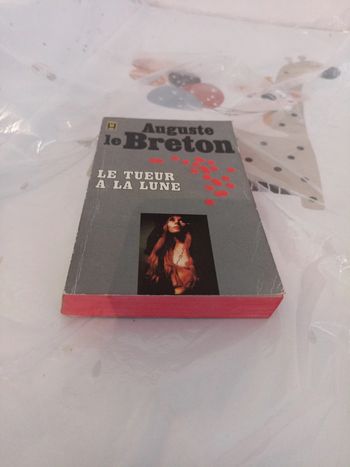 Auguste
le Breton
LE TUEUR
A LA LUNE